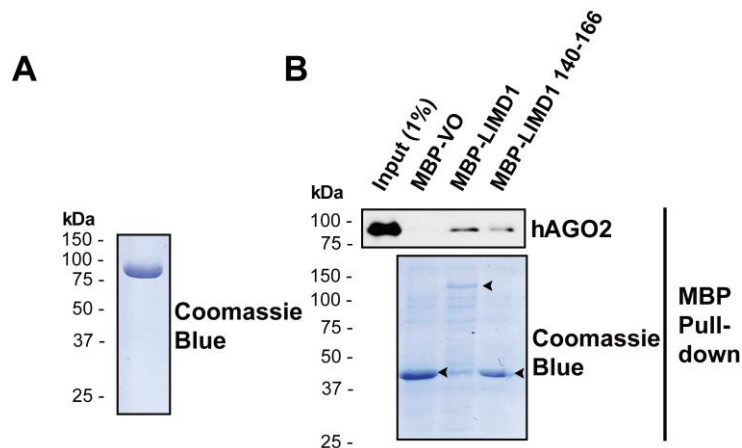 A
kDa
150 -
100 -
75 -
50 -
37 -
25 -
Coomassie
Blue
B
Input (1%)
MBP-VO
MBP-LIMD1
MBP-LIMD1 140-166
kDa
100 -
75 -
hAGO2
150 -
100 -
75 -
50 -
37 -
25 -
Coomassie
Blue
MBP
Pull-
down